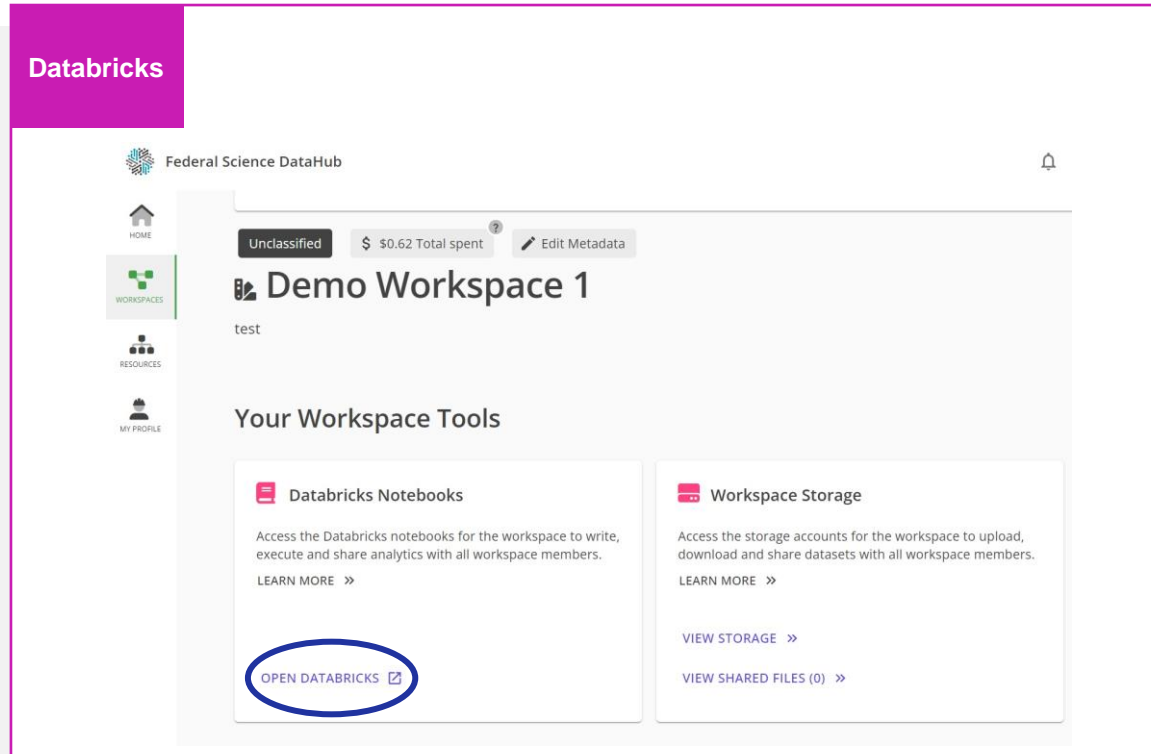 Databricks
Federal Science DataHub
HOME
WORKSPACES
RESOURCES
MY PROFILE
Unclassified $ $0.62 Total spent ? Edit Metadata
Demo Workspace 1
test
Your Workspace Tools
Databricks Notebooks
Access the Databricks notebooks for the workspace to write,
execute and share analytics with all workspace members.
LEARN MORE »
OPEN DATABRICKS
Workspace Storage
Access the storage accounts for the workspace to upload,
download and share datasets with all workspace members.
LEARN MORE »
VIEW STORAGE »
VIEW SHARED FILES (0) »